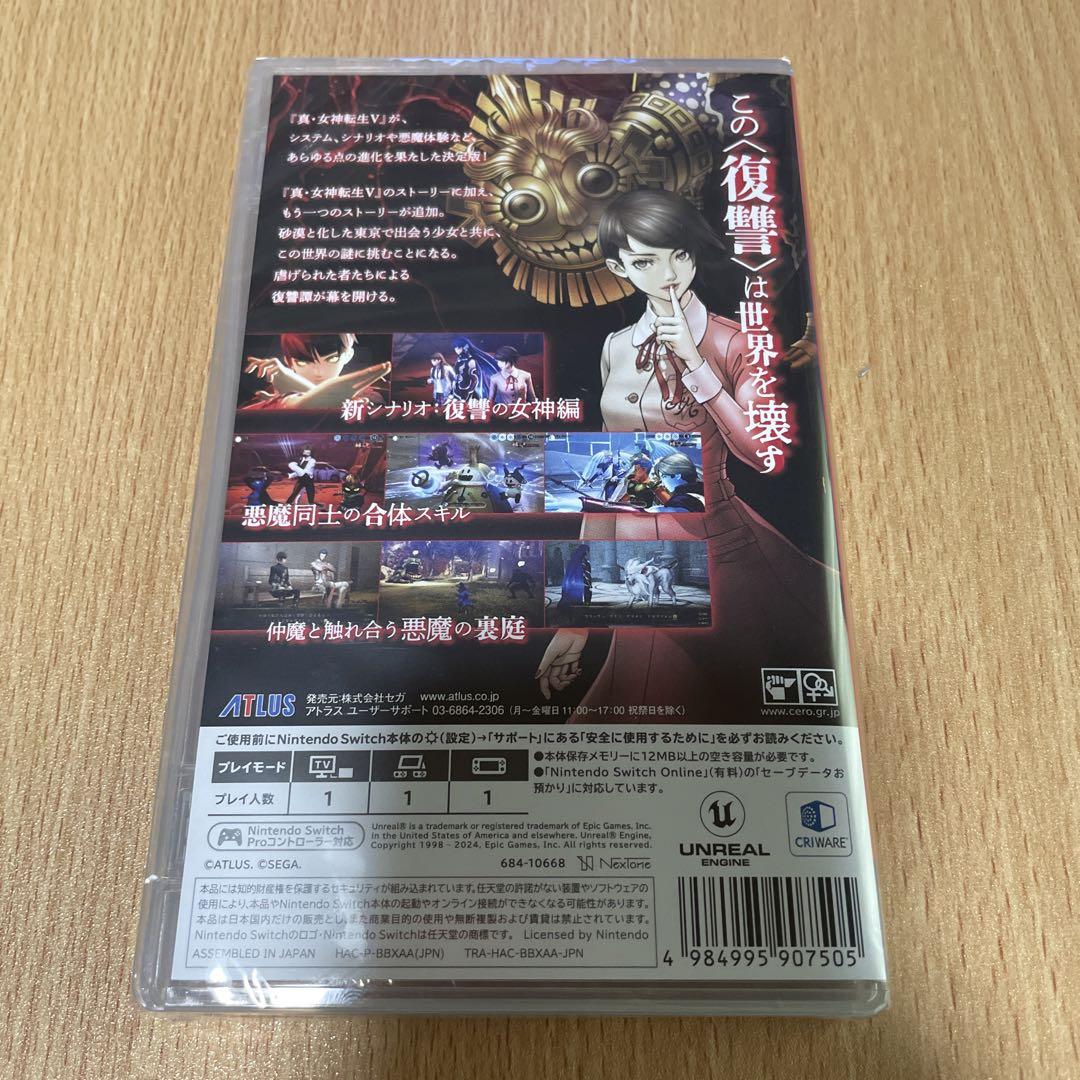 『真・女神転生Ⅴ』が、
システム、シナリオや悪魔体験など、
あらゆる点の進化を果たした決定版！
『真・女神転生Ⅴ』のストーリーに加え、
もう一つのストーリーが追加。
砂漠と化した東京で出会う少女と共に、
この世界の謎に挑むことになる。
虐げられた者たちによる
復讐譚が幕を開ける。
この〈復讐〉は世界を壊す
新シナリオ：復讐の女神編
悪魔同士の合体スキル
仲魔と触れ合う悪魔の裏庭
ATLUS
発売元:株式会社セガ www.atlus.co.jp
アトラス ユーザーサポート 03-6864-2306 (月〜金曜日 11:00〜17:00 祝祭日を除く)
www.cero.gr.jp
ご使用前にNintendo Switch本体の(設定)→「サポート」にある「安全に使用するために」を必ずお読みください。
プレイモード TV
プレイ人数 1 1 1
●本体保存メモリーに12MB以上の空き容量が必要です。
●「Nintendo Switch Online」(有料)の「セーブデータお
預かり」に対応しています。
Nintendo Switch
Proコントローラー対応
Unreal® is a trademark or registered trademark of Epic Games, Inc.
in the United States of America and elsewhere. Unreal® Engine,
Copyright 1998 – 2024, Epic Games, Inc. All rights reserved.
UNREAL
ENGINE
CRIWARE
©ATLUS. ©SEGA.
684-10668
NexTone
本品には知的財産権を保護するセキュリティが組み込まれています。任天堂の許諾がない装置やソフトウェアの
使用により、本品やNintendo Switch本体の起動やオンライン接続ができなくなる可能性があります。
本品は日本国内だけの販売とし、また商業目的の使用や無断複製および賃貸は禁止されています。
Nintendo Switchのロゴ・Nintendo Switchは任天堂の商標です。 Licensed by Nintendo
ASSEMBLED IN JAPAN HAC-P-BBXAA(JPN) TRA-HAC-BBXAA-JPN
4 984995 907505